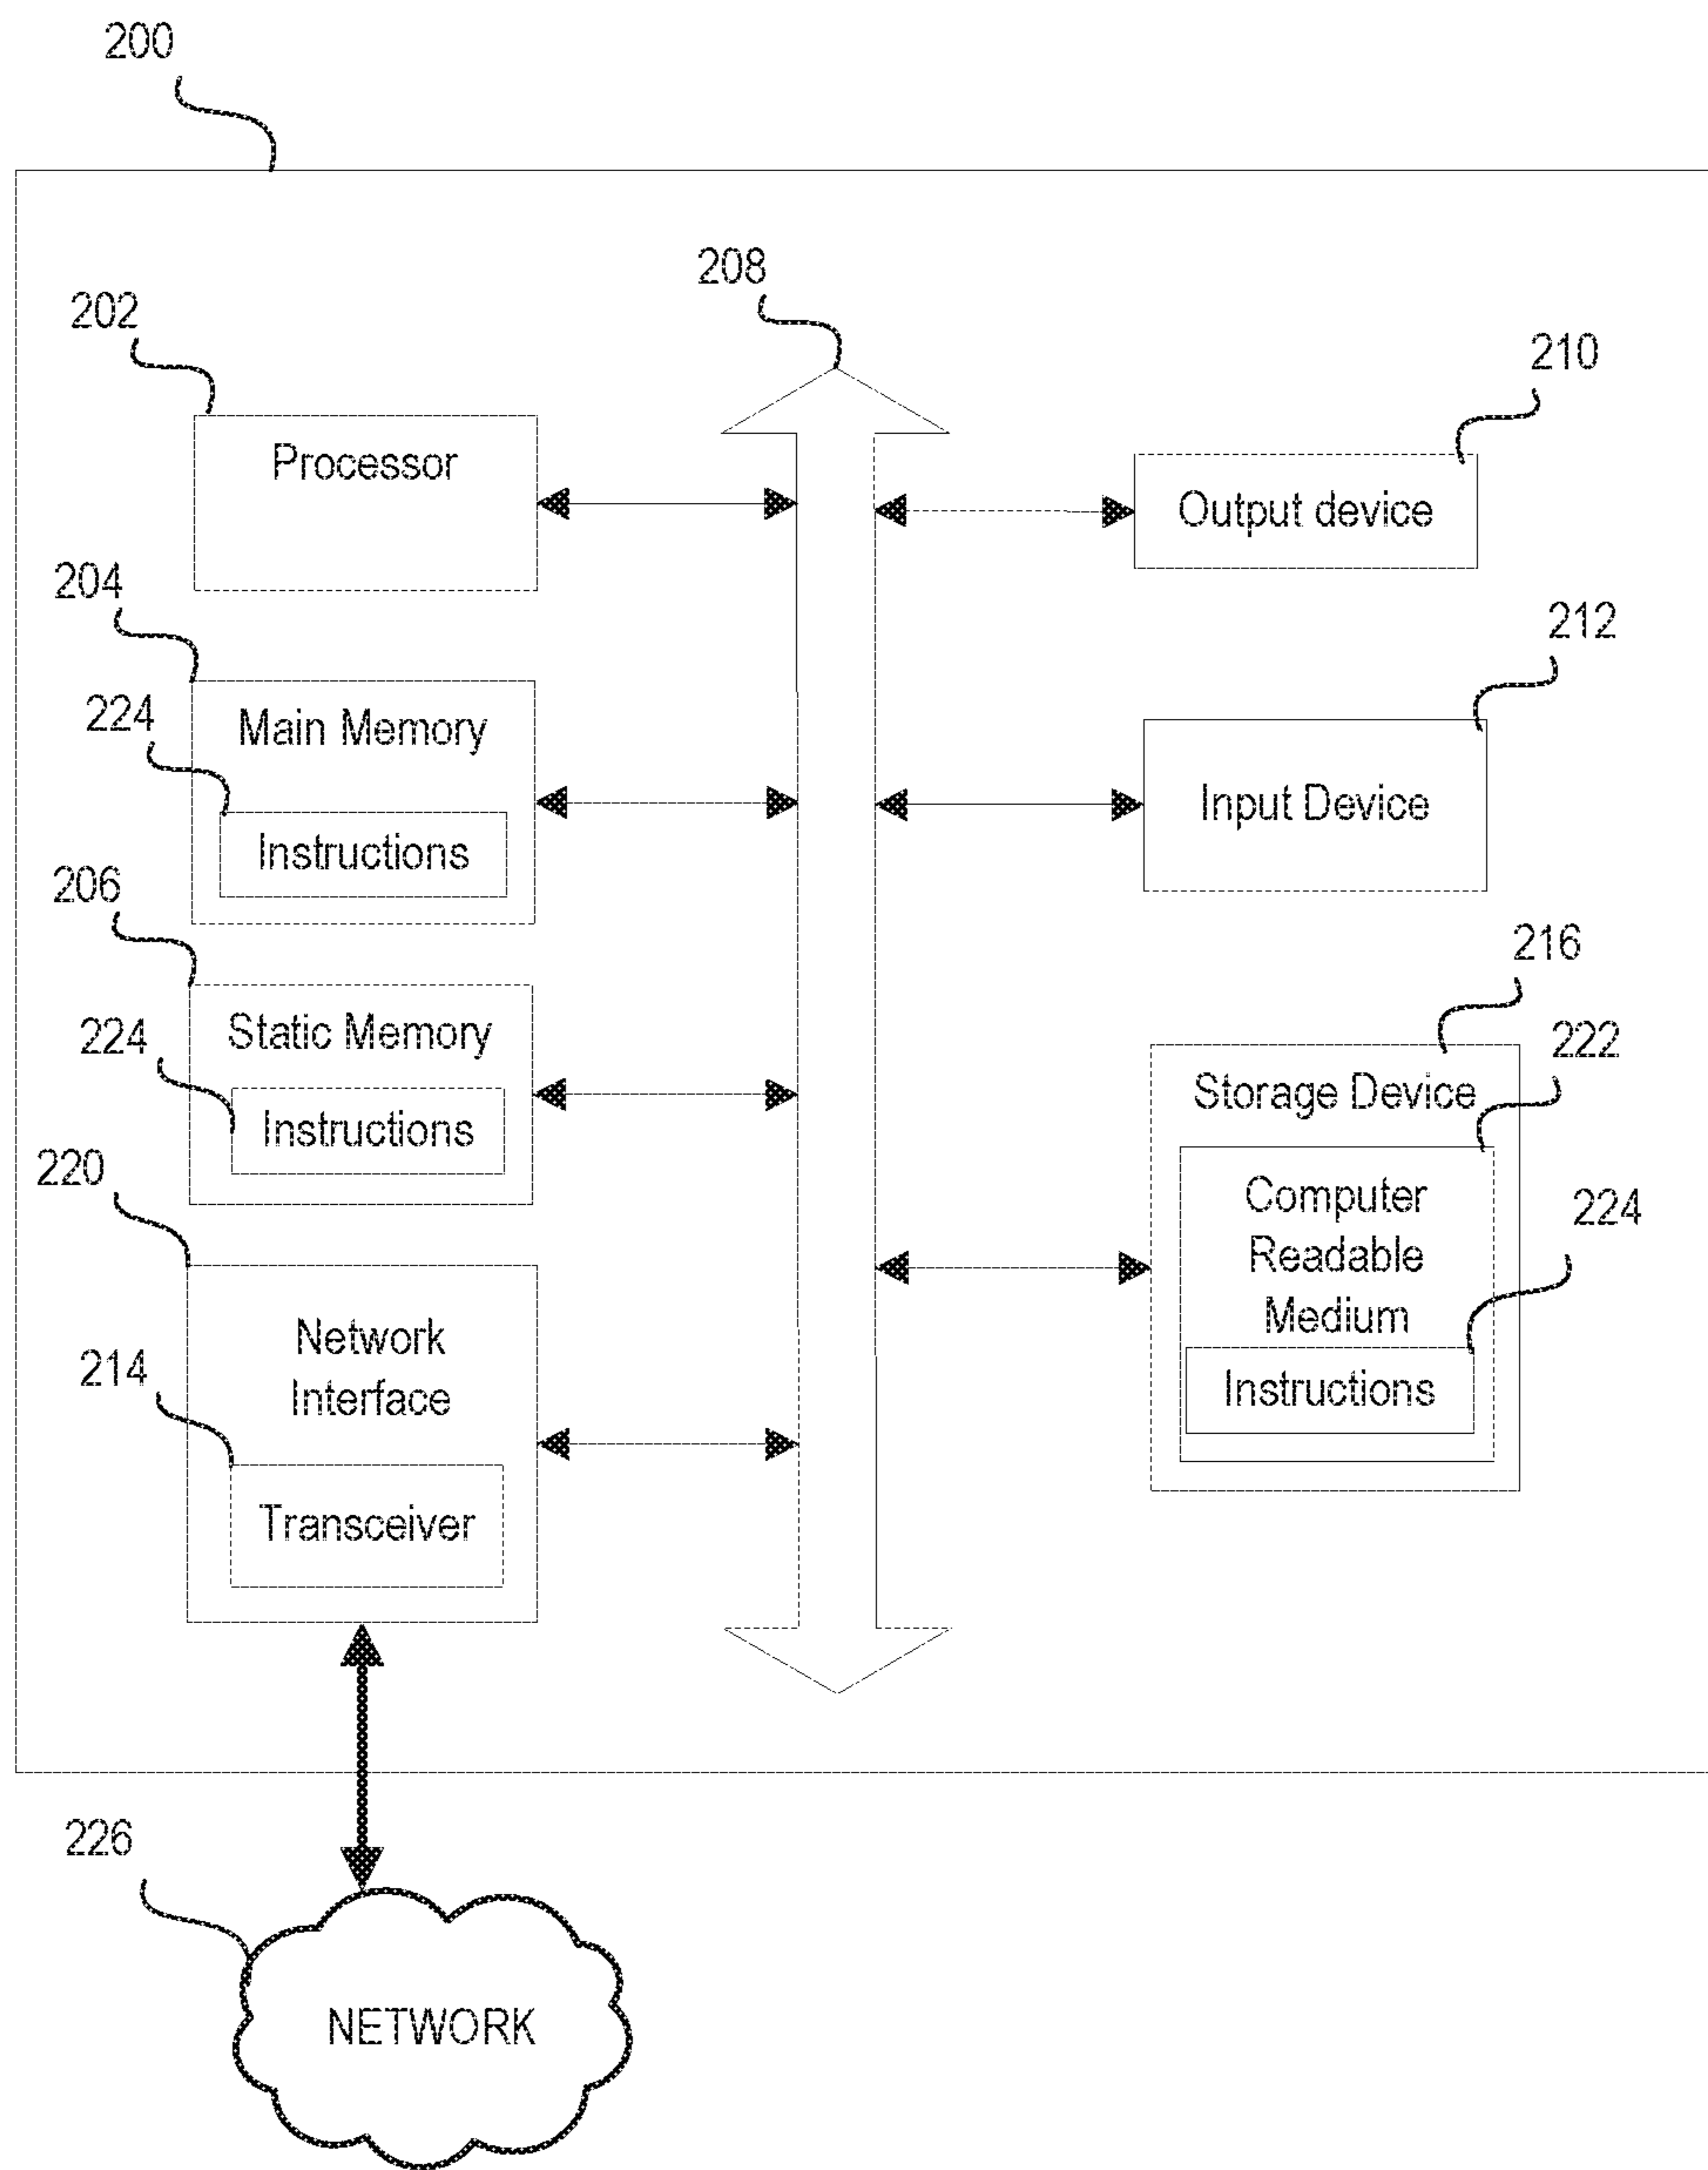 200
208
202
210
Processor
Output device
204
212
224
Main Memory
Input Device
Instructions
206
216
224
Static Memory
222
Storage Device
Instructions
220
Computer
Readable
Medium
224
Network
Interface
214
Instructions
Transceiver
226
NETWORK